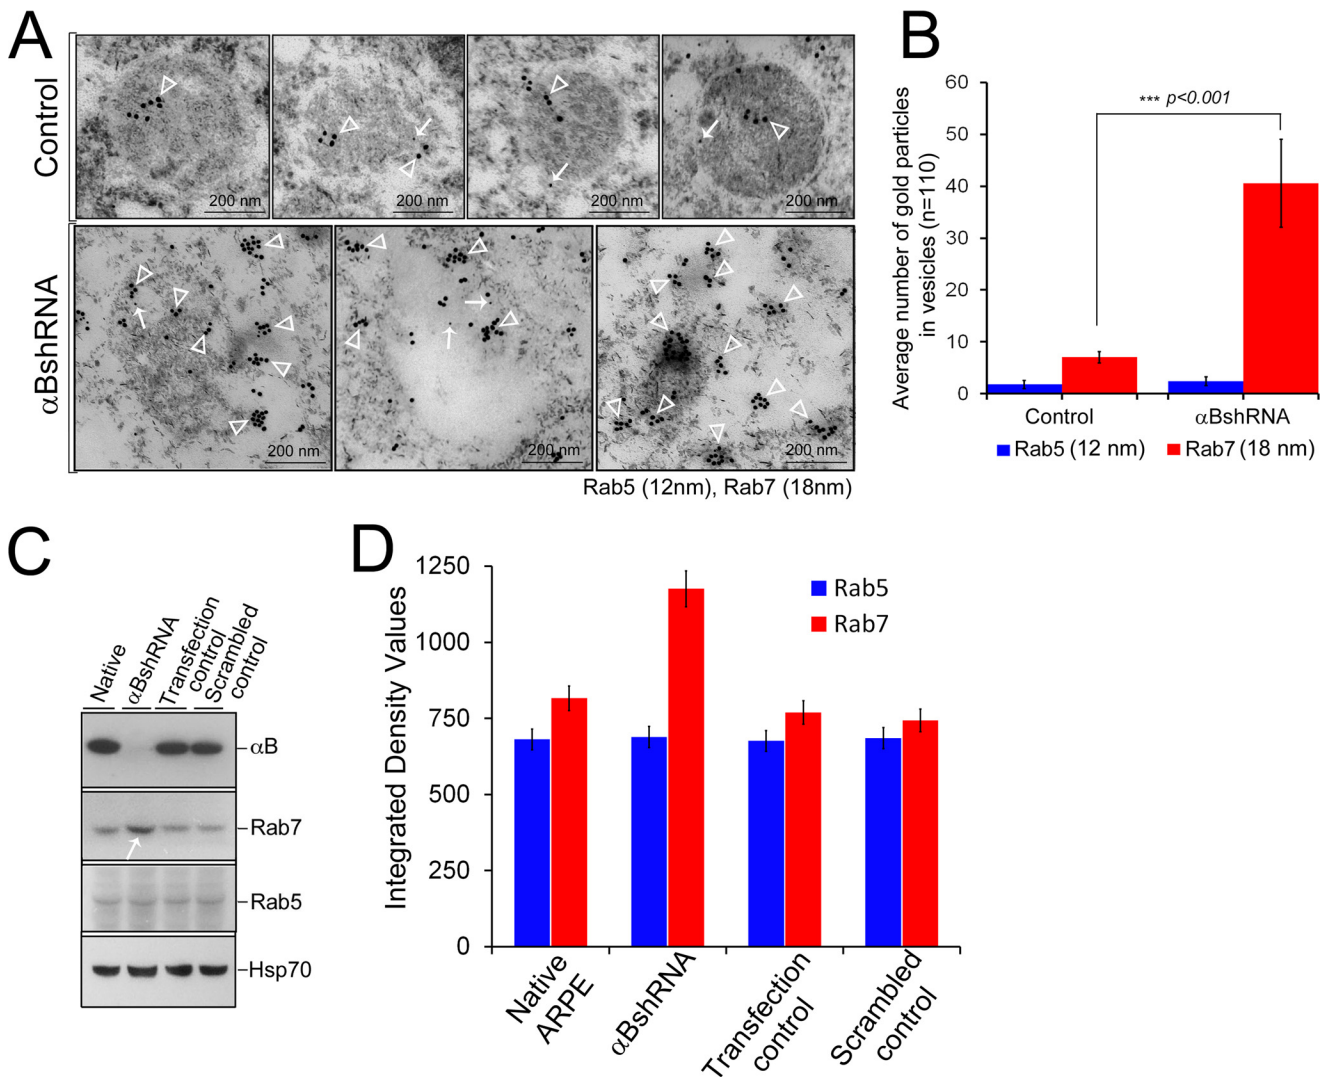 A
Control
200 nm
200 nm
200 nm
200 nm
αBshRNA
200 nm
200 nm
200 nm
Rab5 (12nm), Rab7 (18nm)
B
Average number of gold particles
in vesicles (n=110)
60
50
40
30
20
10
0
*** p<0.001
Control
αBshRNA
Rab5 (12 nm)
Rab7 (18 nm)
C
Native
αBshRNA
Transfection
control
Scrambled
control
αB
Rab7
Rab5
Hsp70
D
Integrated Density Values
1250
1000
750
500
250
0
Rab5
Rab7
Native
ARPE
αBshRNA
Transfection
control
Scrambled
control